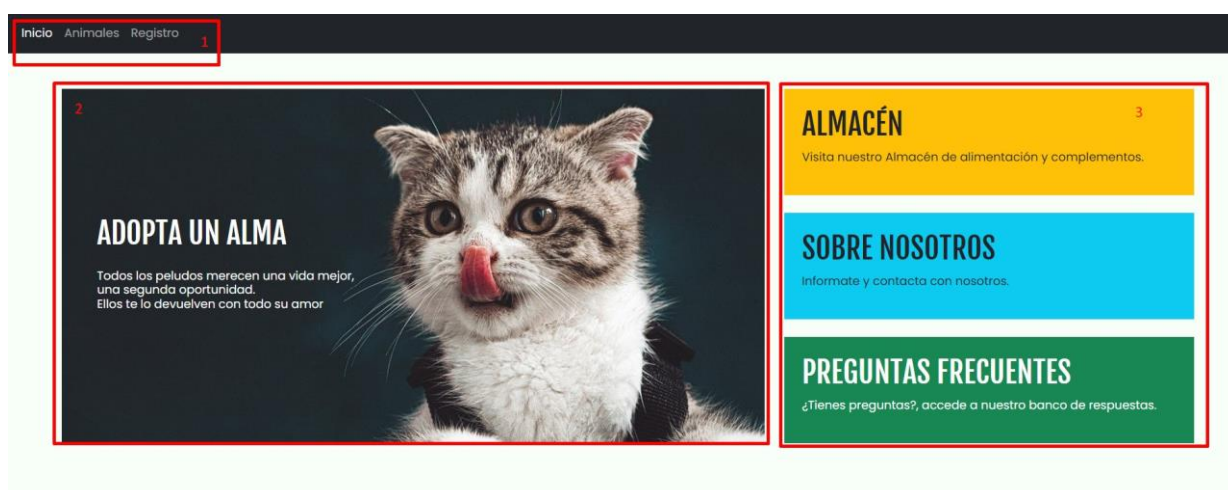 Inicio Animales Registro 1
2
ADOPTA UN ALMA
Todos los peludos merecen una vida mejor,
una segunda oportunidad.
Ellos te lo devuelven con todo su amor
3
ALMACÉN
Visita nuestro Almacén de alimentación y complementos.
SOBRE NOSOTROS
Informate y contacta con nosotros.
PREGUNTAS FRECUENTES
¿Tienes preguntas?, accede a nuestro banco de respuestas.